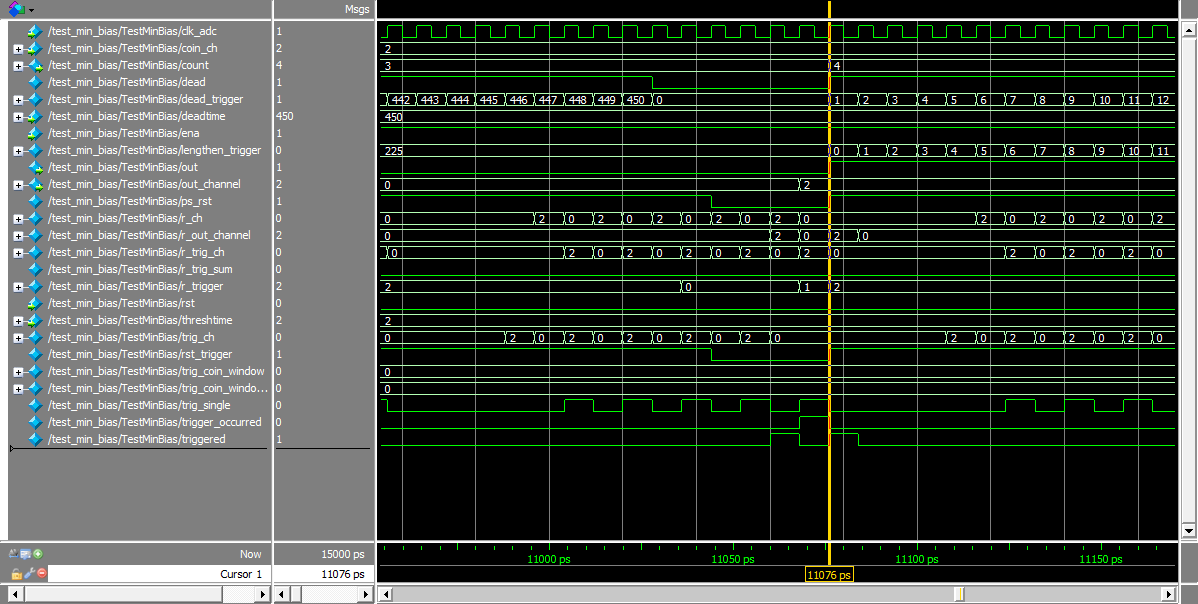 Msgs
/test_min_bias/TestMinBias/clk_adc 1
/test_min_bias/TestMinBias/coin_ch 2 2
/test_min_bias/TestMinBias/count 4 3 4
/test_min_bias/TestMinBias/dead 1
/test_min_bias/TestMinBias/dead_trigger 1 442 443 444 445 446 447 448 449 450 0 1 2 3 4 5 6 7 8 9 10 11 12
/test_min_bias/TestMinBias/deadtime 450 450
/test_min_bias/TestMinBias/ena 1
/test_min_bias/TestMinBias/lengthen_trigger 0 225 0 1 2 3 4 5 6 7 8 9 10 11
/test_min_bias/TestMinBias/out 1
/test_min_bias/TestMinBias/out_channel 2 0 2
/test_min_bias/TestMinBias/ps_rst 1
/test_min_bias/TestMinBias/r_ch 0 0 2 0 2 0 2 0 2 0 2 0 2 0 2 0 2 0 2
/test_min_bias/TestMinBias/r_out_channel 2 0 2 0 2 0
/test_min_bias/TestMinBias/r_trig_ch 0 0 2 0 2 0 2 0 2 0 2 0 2 0 2 0 2 0
/test_min_bias/TestMinBias/r_trig_sum 0
/test_min_bias/TestMinBias/r_trigger 2 2 0 1 2
/test_min_bias/TestMinBias/rst 0
/test_min_bias/TestMinBias/threshtime 2 2
/test_min_bias/TestMinBias/trig_ch 0 0 2 0 2 0 2 0 2 0 2 0 2 0 2 0 2 0 2 0
/test_min_bias/TestMinBias/rst_trigger 1
/test_min_bias/TestMinBias/trig_coin_window 0 0
/test_min_bias/TestMinBias/trig_coin_windo... 0 0
/test_min_bias/TestMinBias/trig_single 0
/test_min_bias/TestMinBias/trigger_occurred 0
/test_min_bias/TestMinBias/triggered 1
Now 15000 ps 11000 ps 11050 ps 11100 ps 11150 ps
Cursor 1 11076 ps 11076 ps